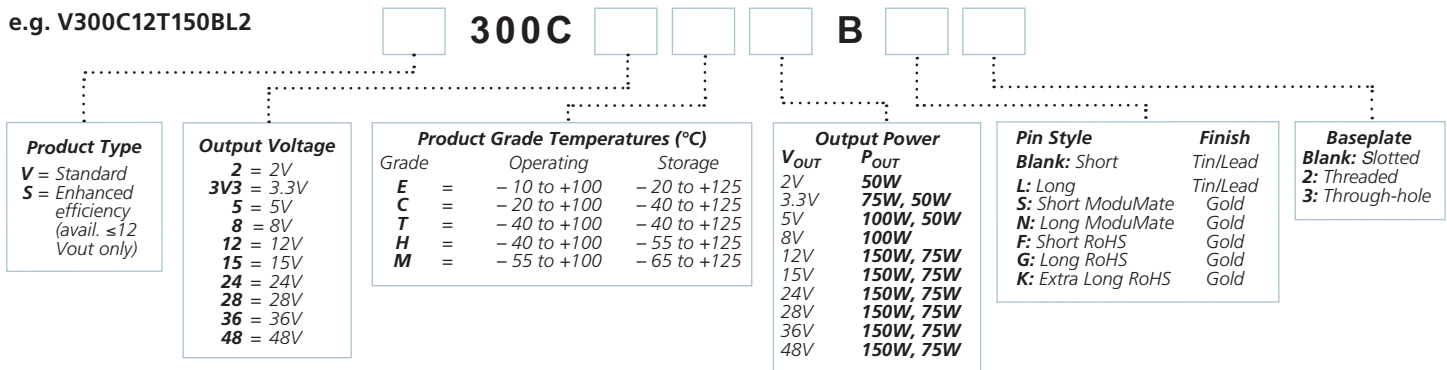 e.g. V300C12T150BL2
300C B
Product Type
V = Standard
S = Enhanced
efficiency
(avail. ≤12
Vout only)
Output Voltage
2 = 2V
3V3 = 3.3V
5 = 5V
8 = 8V
12 = 12V
15 = 15V
24 = 24V
28 = 28V
36 = 36V
48 = 48V
Product Grade Temperatures (°C)
Grade Operating Storage
E = – 10 to +100 – 20 to +125
C = – 20 to +100 – 40 to +125
T = – 40 to +100 – 40 to +125
H = – 40 to +100 – 55 to +125
M = – 55 to +100 – 65 to +125
Output Power
VOUT POUT
2V 50W
3.3V 75W, 50W
5V 100W, 50W
8V 100W
12V 150W, 75W
15V 150W, 75W
24V 150W, 75W
28V 150W, 75W
36V 150W, 75W
48V 150W, 75W
Pin Style Finish
Blank: Short Tin/Lead
L: Long Tin/Lead
S: Short ModuMate Gold
N: Long ModuMate Gold
F: Short RoHS Gold
G: Long RoHS Gold
K: Extra Long RoHS Gold
Baseplate
Blank: Slotted
2: Threaded
3: Through-hole